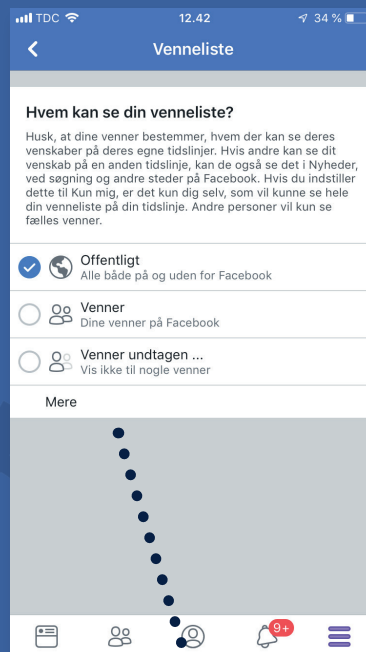 TDC 12.42 34 %
Venneliste
Hvem kan se din venneliste?
Husk, at dine venner bestemmer, hvem der kan se deres
venskaber på deres egne tidslinjer. Hvis andre kan se dit
venskab på en anden tidslinje, kan de også se det i Nyheder,
ved søgning og andre steder på Facebook. Hvis du indstiller
dette til Kun mig, er det kun dig selv, som vil kunne se hele
din venneliste på din tidslinje. Andre personer vil kun se
fælles venner.
Offentligt
Alle både på og uden for Facebook
Venner
Dine venner på Facebook
Venner undtagen ...
Vis ikke til nogle venner
Mere
9+